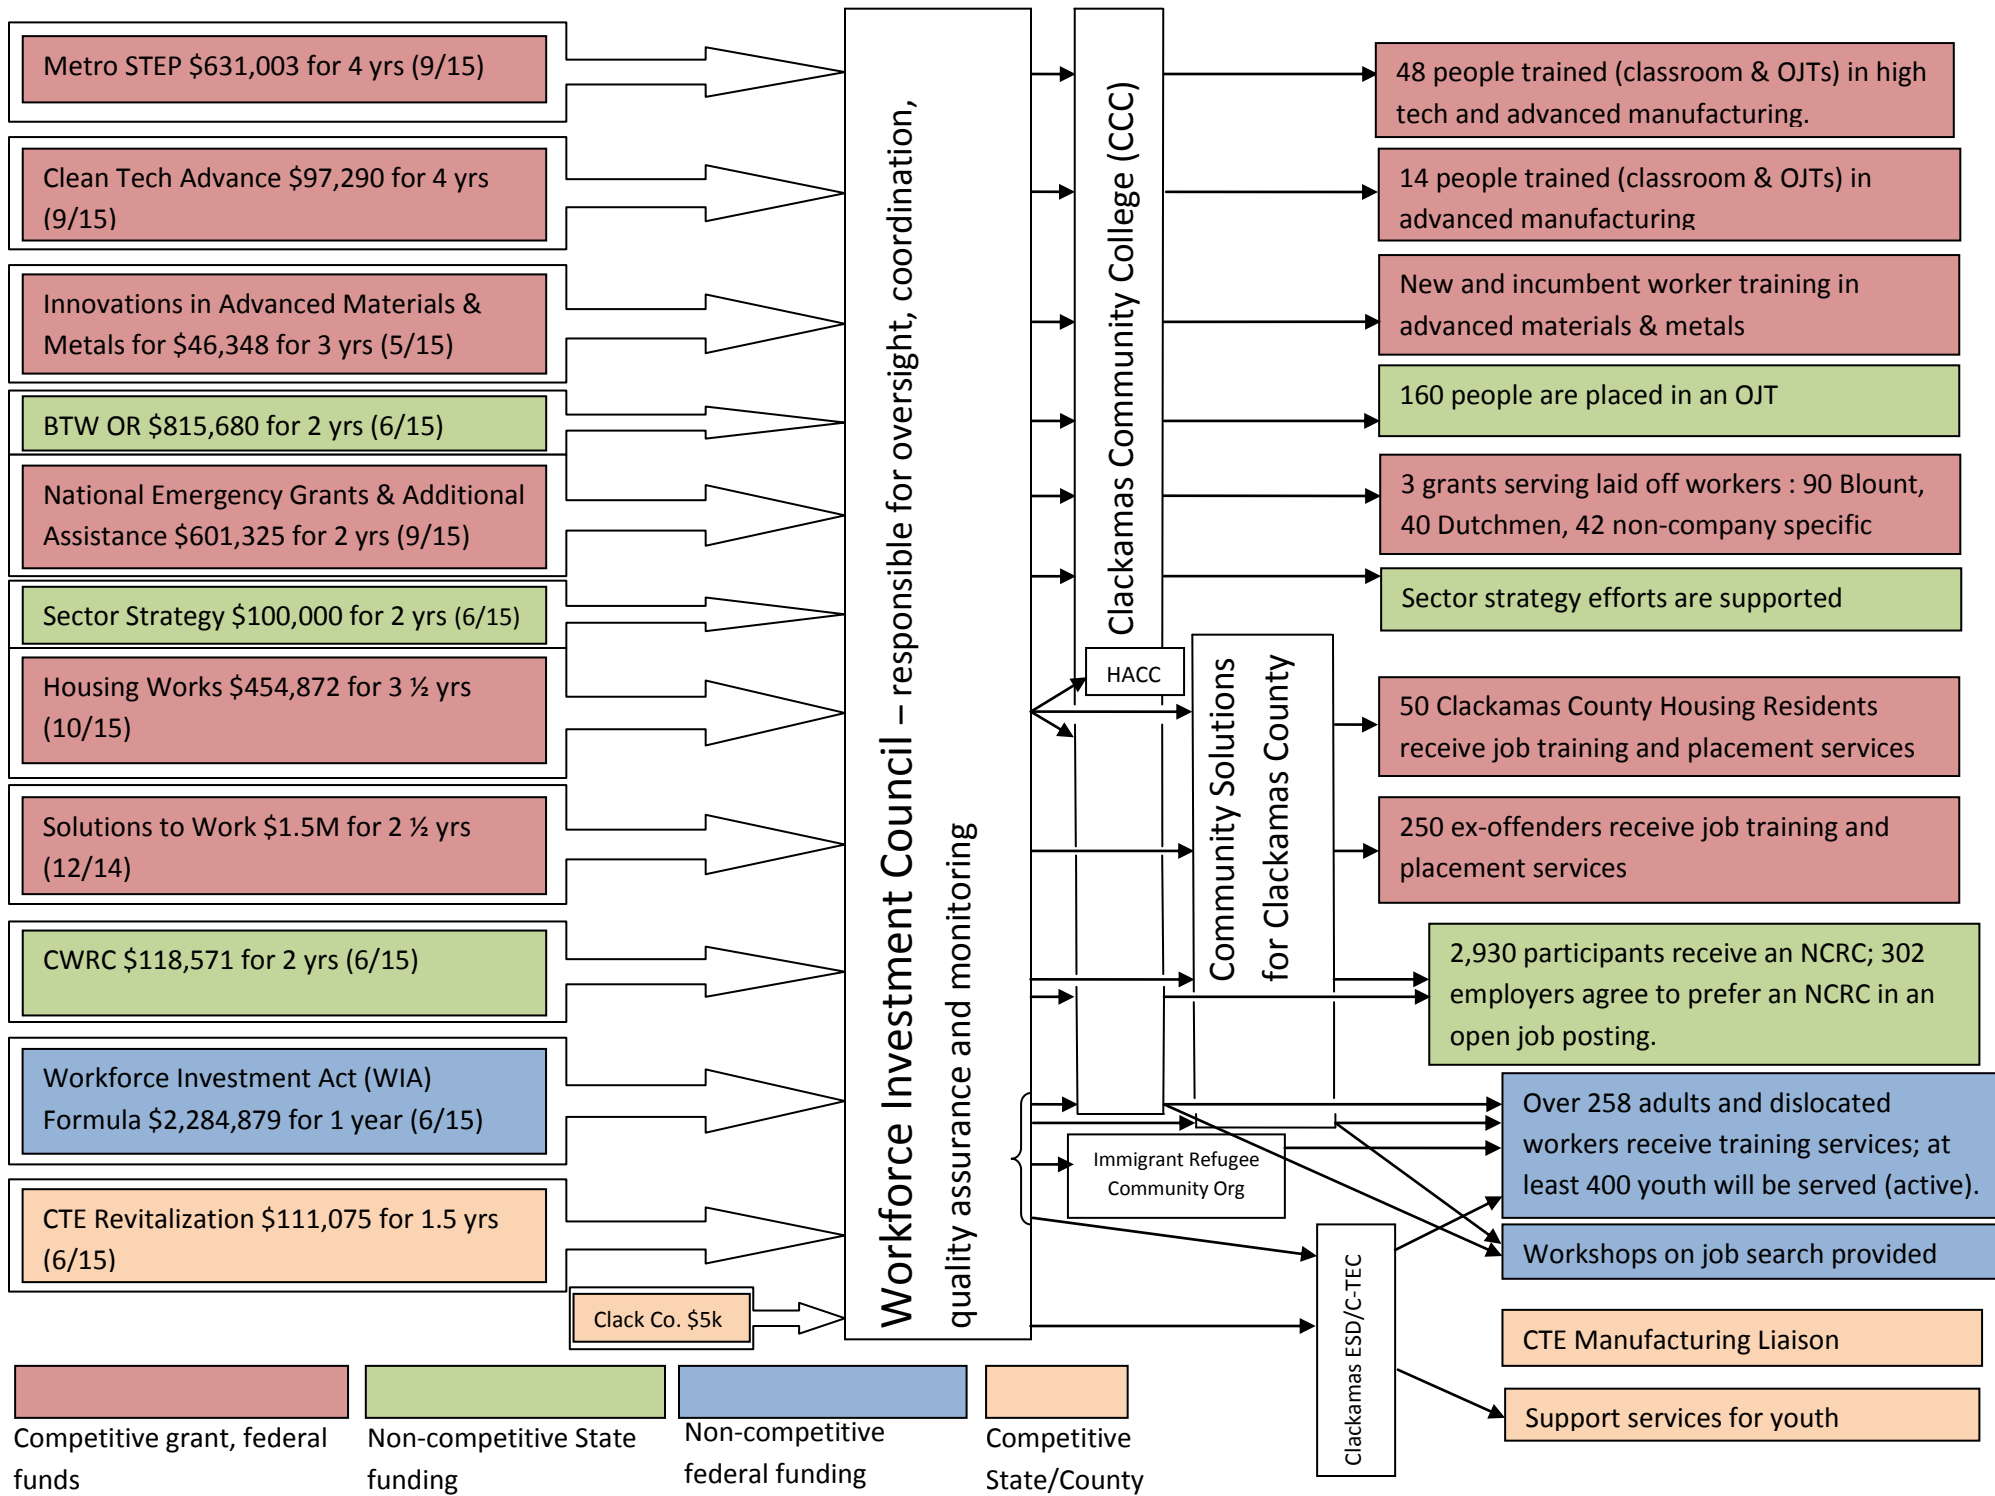 Metro STEP $631,003 for 4 yrs (9/15)
Clean Tech Advance $97,290 for 4 yrs
(9/15)
Innovations in Advanced Materials &
Metals for $46,348 for 3 yrs (5/15)
BTW OR $815,680 for 2 yrs (6/15)
National Emergency Grants & Additional
Assistance $601,325 for 2 yrs (9/15)
Sector Strategy $100,000 for 2 yrs (6/15)
Housing Works $454,872 for 3 ½ yrs
(10/15)
Solutions to Work $1.5M for 2 ½ yrs
(12/14)
CWRC $118,571 for 2 yrs (6/15)
Workforce Investment Act (WIA)
Formula $2,284,879 for 1 year (6/15)
CTE Revitalization $111,075 for 1.5 yrs
(6/15)
Clack Co. $5k
Workforce Investment Council – responsible for oversight, coordination,
quality assurance and monitoring
Clackamas Community College (CCC)
HACC
Community Solutions
for Clackamas County
Immigrant Refugee
Community Org
Clackamas ESD/C-TEC
48 people trained (classroom & OJTs) in high
tech and advanced manufacturing.
14 people trained (classroom & OJTs) in
advanced manufacturing
New and incumbent worker training in
advanced materials & metals
160 people are placed in an OJT
3 grants serving laid off workers : 90 Blount,
40 Dutchmen, 42 non-company specific
Sector strategy efforts are supported
50 Clackamas County Housing Residents
receive job training and placement services
250 ex-offenders receive job training and
placement services
2,930 participants receive an NCRC; 302
employers agree to prefer an NCRC in an
open job posting.
Over 258 adults and dislocated
workers receive training services; at
least 400 youth will be served (active).
Workshops on job search provided
CTE Manufacturing Liaison
Support services for youth
Competitive grant, federal
funds
Non-competitive State
funding
Non-competitive
federal funding
Competitive
State/County